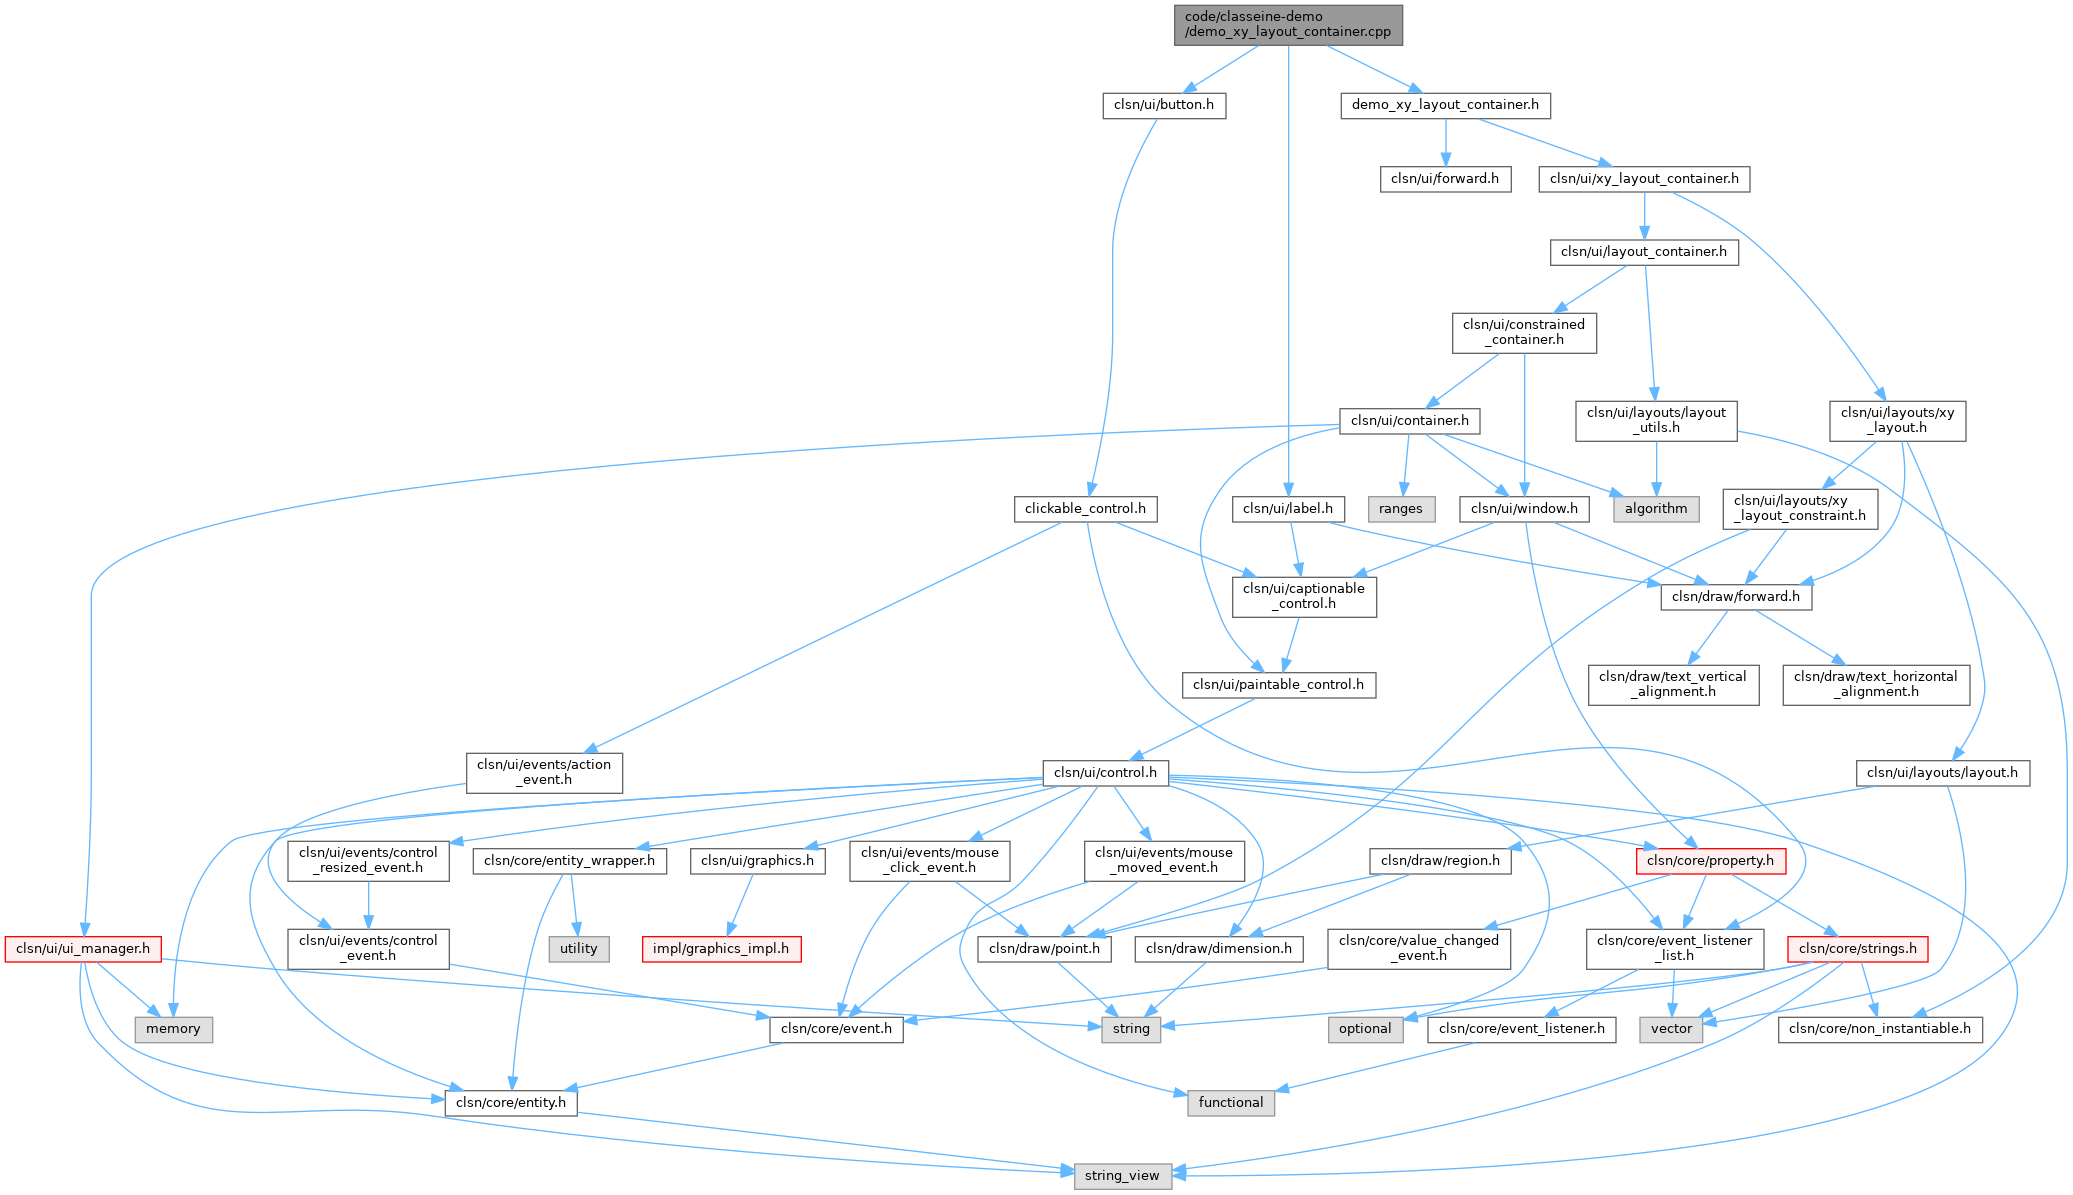 code/classeine-demo
/demo_xy_layout_container.cpp
clsn/ui/button.h
demo_xy_layout_container.h
clsn/ui/forward.h
clsn/ui/xy_layout_container.h
clsn/ui/layout_container.h
clsn/ui/constrained
_container.h
clsn/ui/container.h
clsn/ui/layouts/layout
_utils.h
clsn/ui/layouts/xy
_layout.h
clickable_control.h
clsn/ui/label.h
ranges
clsn/ui/window.h
algorithm
clsn/ui/layouts/xy
_layout_constraint.h
clsn/ui/captionable
_control.h
clsn/draw/forward.h
clsn/ui/paintable_control.h
clsn/draw/text_vertical
_alignment.h
clsn/draw/text_horizontal
_alignment.h
clsn/ui/events/action
_event.h
clsn/ui/control.h
clsn/ui/layouts/layout.h
clsn/ui/events/control
_resized_event.h
clsn/core/entity_wrapper.h
clsn/ui/graphics.h
clsn/ui/events/mouse
_click_event.h
clsn/ui/events/mouse
_moved_event.h
clsn/draw/region.h
clsn/core/property.h
clsn/ui/ui_manager.h
clsn/ui/events/control
_event.h
utility
impl/graphics_impl.h
clsn/draw/point.h
clsn/draw/dimension.h
clsn/core/value_changed
_event.h
clsn/core/event_listener
_list.h
clsn/core/strings.h
memory
clsn/core/event.h
string
optional
clsn/core/event_listener.h
vector
clsn/core/non_instantiable.h
clsn/core/entity.h
functional
string_view